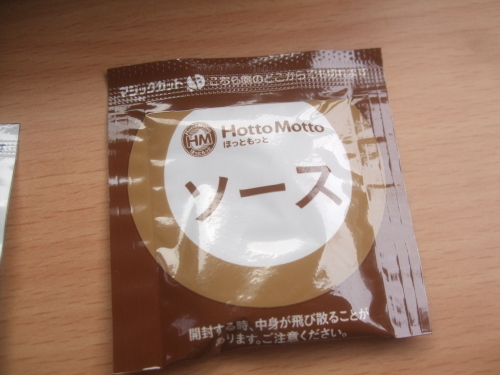 マジックカット こちら側のどこからでも切れます
HM
HottoMotto
ほっともっと
ソース
開封する時、中身が飛び散ることが
あります。ご注意ください。